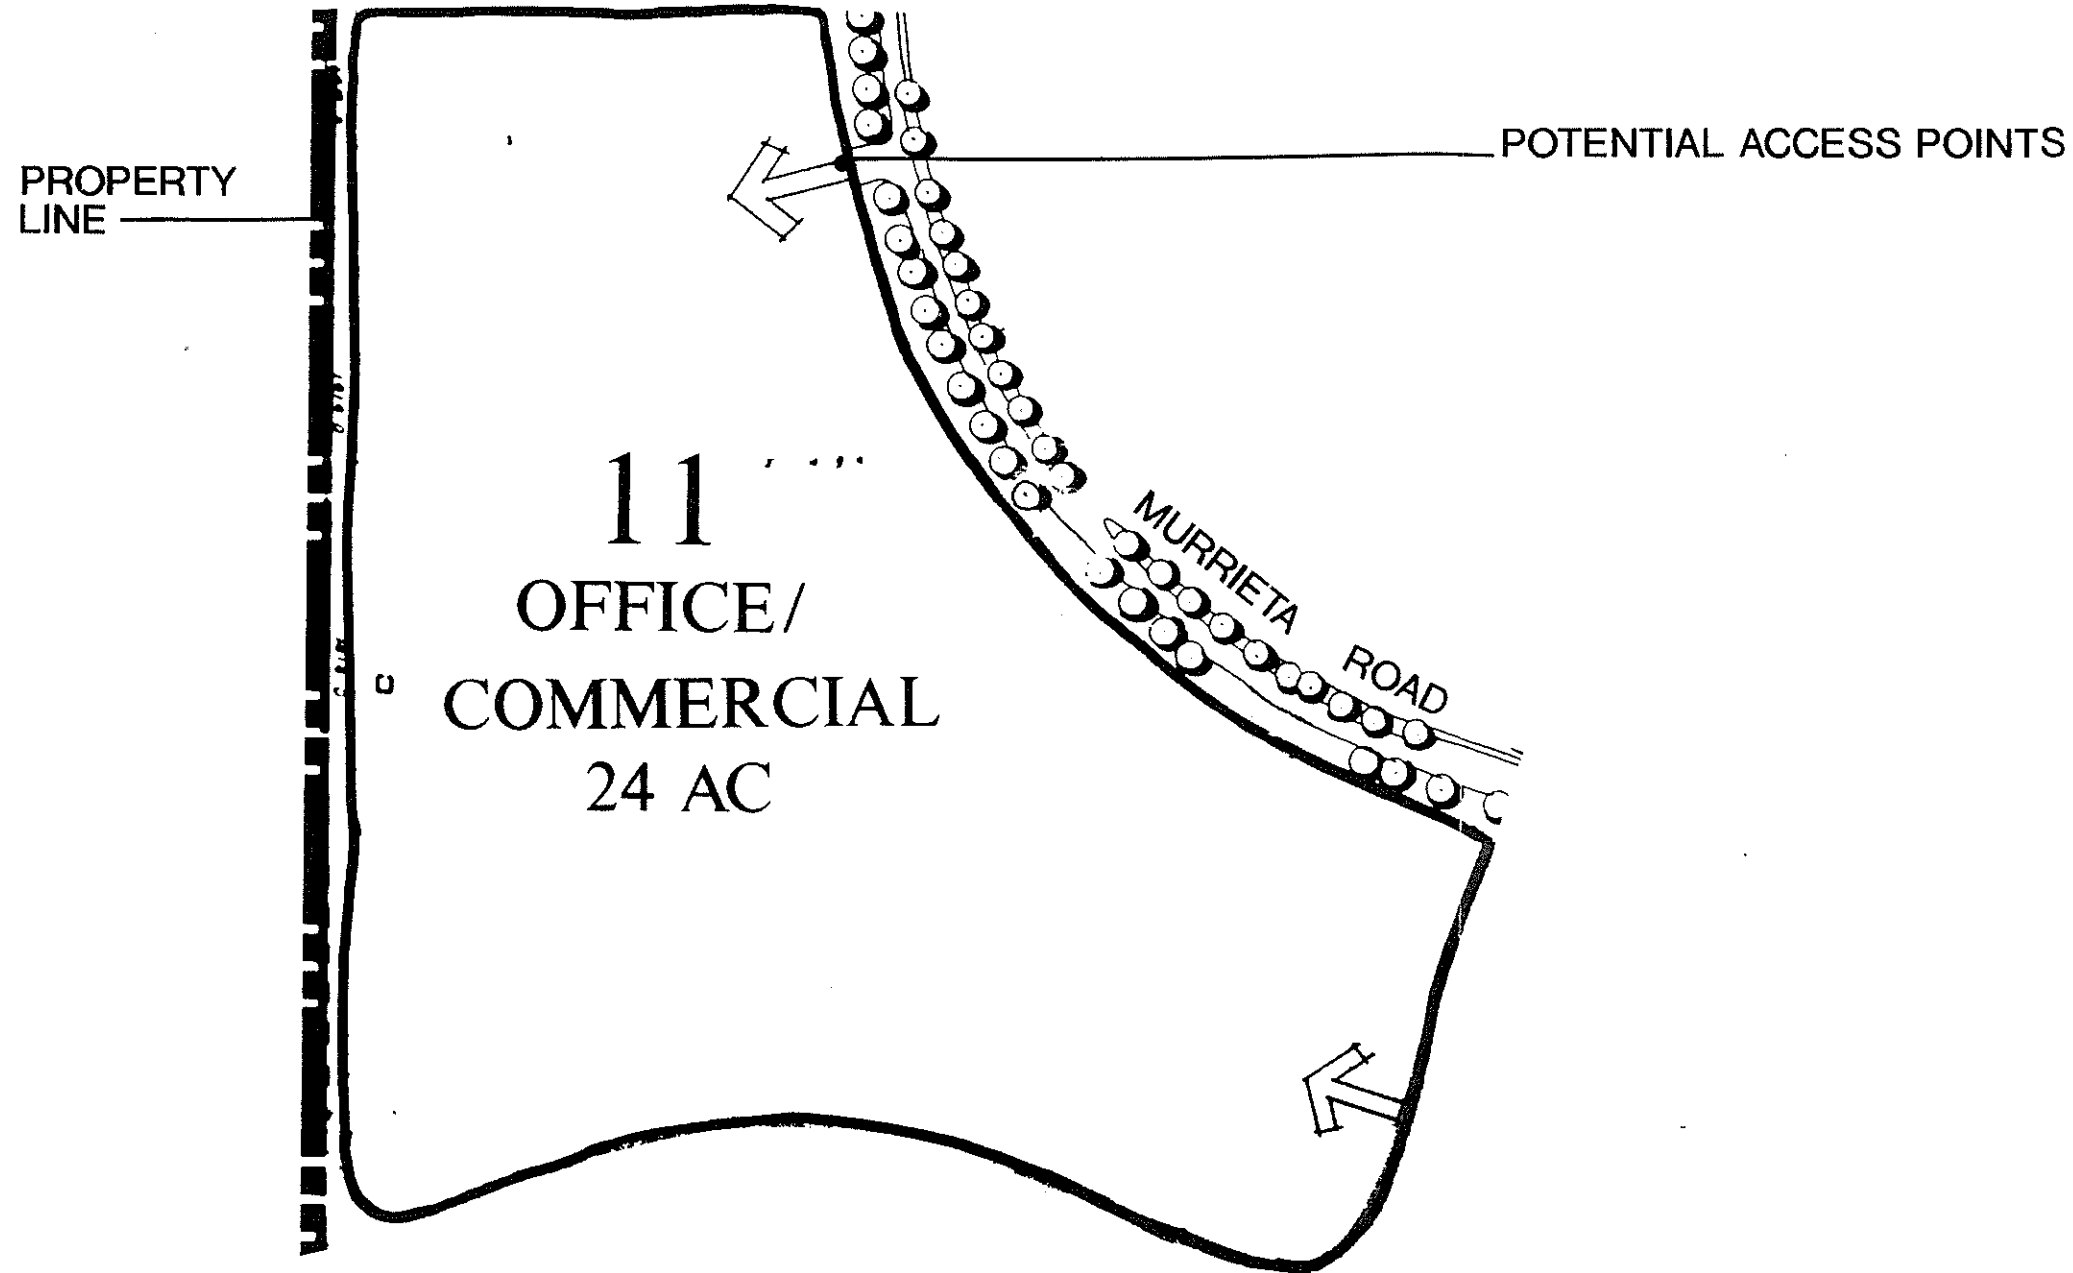 POTENTIAL ACCESS POINTS
PROPERTY
LINE
11
OFFICE/
COMMERCIAL
24 AC
MURRIETA ROAD